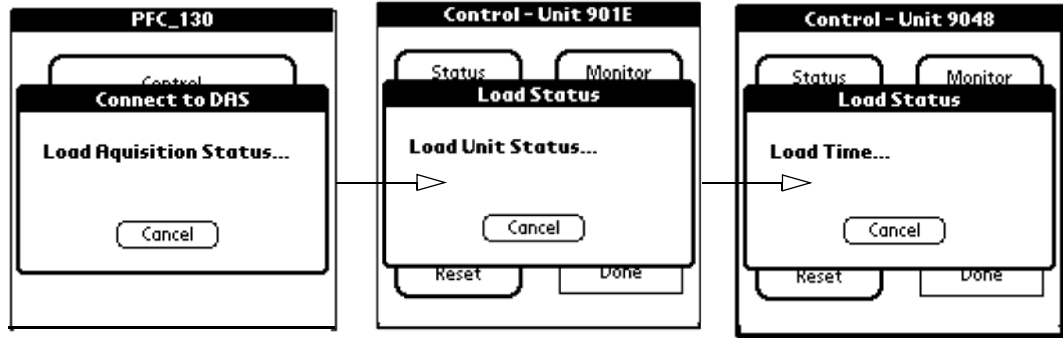 PFC_130
Control
Connect to DAS
Load Aquisition Status...
Cancel
Control - Unit 901E
Status Monitor
Load Status
Load Unit Status...
Cancel
Reset Done
Control - Unit 9048
Status Monitor
Load Status
Load Time...
Cancel
Reset Done